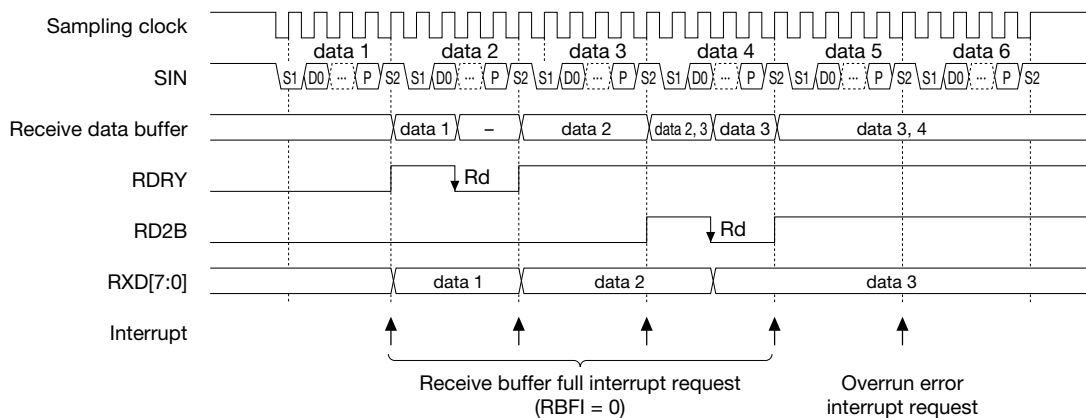 Sampling clock
data 1 data 2 data 3 data 4 data 5 data 6
SIN S1 D0 ... P S2 S1 D0 ... P S2 S1 D0 ... P S2 S1 D0 ... P S2 S1 D0 ... P S2 S1 D0 ... P S2
Receive data buffer data 1 – data 2 data 2, 3 data 3 data 3, 4
RDRY Rd
RD2B Rd
RXD[7:0] data 1 data 2 data 3
Interrupt
Receive buffer full interrupt request
(RBFI = 0)
Overrun error
interrupt request